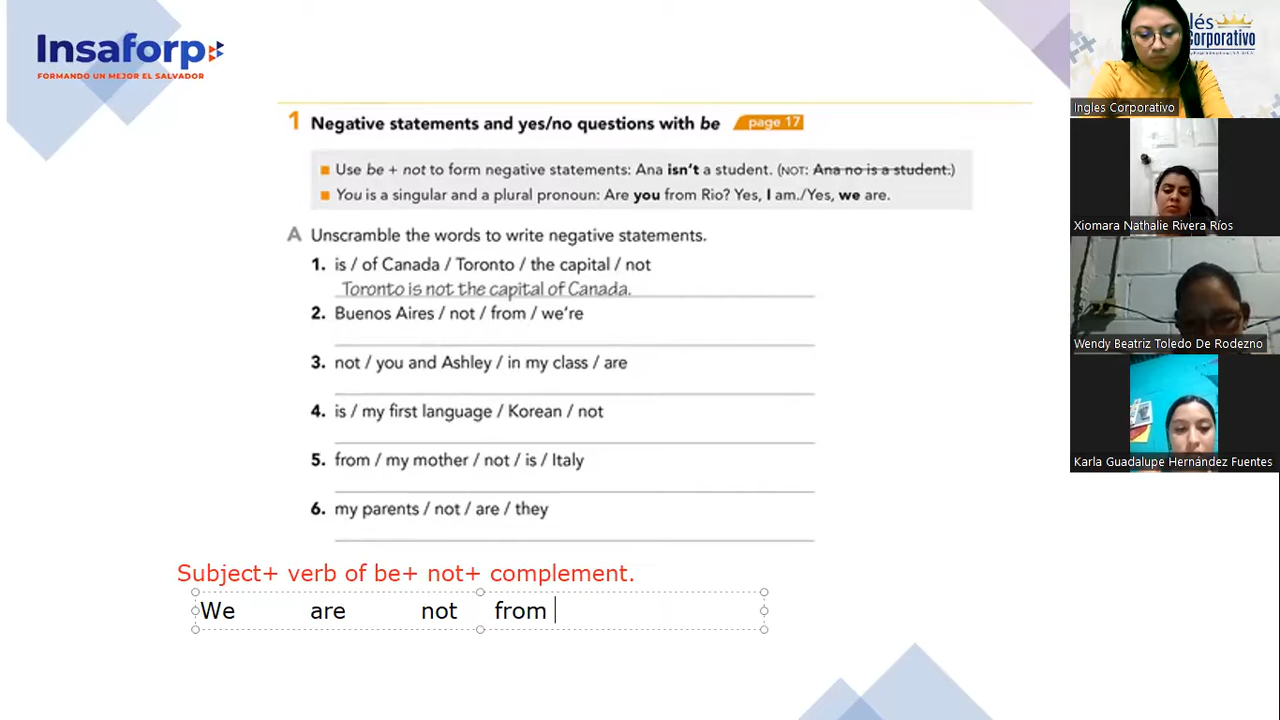 Insaforp
FORMANDO UN MEJOR EL SALVADOR
1 Negative statements and yes/no questions with be page 17
Use be + not to form negative statements: Ana isn't a student. (NOT: Ana no is a student.)
You is a singular and a plural pronoun: Are you from Rio? Yes, I am./Yes, we are.
A Unscramble the words to write negative statements.
1. is / of Canada / Toronto / the capital / not
Toronto is not the capital of Canada.
2. Buenos Aires / not / from / we're
3. not / you and Ashley / in my class / are
4. is / my first language / Korean / not
5. from / my mother / not / is / Italy
6. my parents / not / are / they
Subject+ verb of be+ not+ complement.
We are not from
lés
Corporativo
Ingles Corporativo
Xiomara Nathalie Rivera Ríos
Wendy Beatriz Toledo De Rodezno
Karla Guadalupe Hernández Fuentes